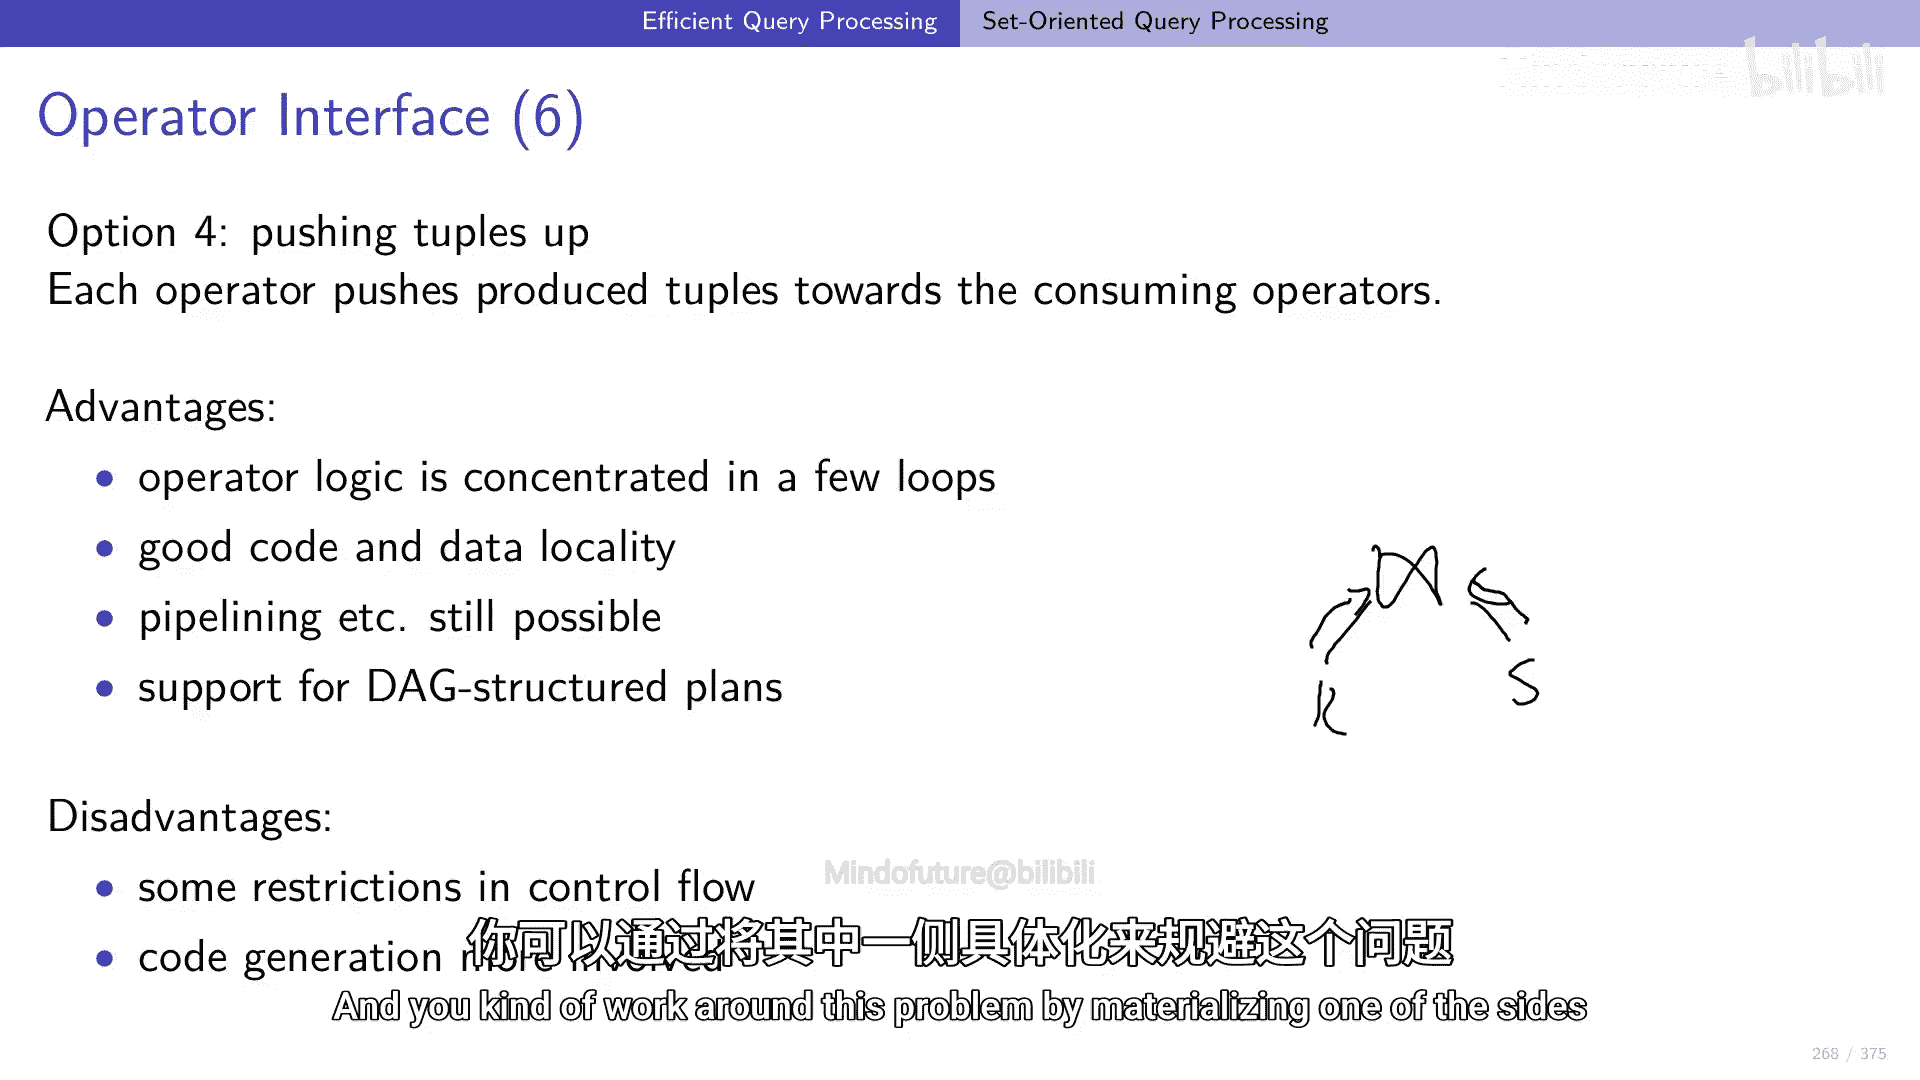 Efficient Query Processing
Set-Oriented Query Processing
bilibili
Operator Interface (6)
Option 4: pushing tuples up
Each operator pushes produced tuples towards the consuming operators.
Advantages:
• operator logic is concentrated in a few loops
• good code and data locality
• pipelining etc. still possible
• support for DAG-structured plans
R
S
Disadvantages:
• some restrictions in control flow
Mindofuture@bilibili
• code generation more involved
你可以通过将其中一侧具体化来规避这个问题
And you kind of work around this problem by materializing one of the sides
268 / 375